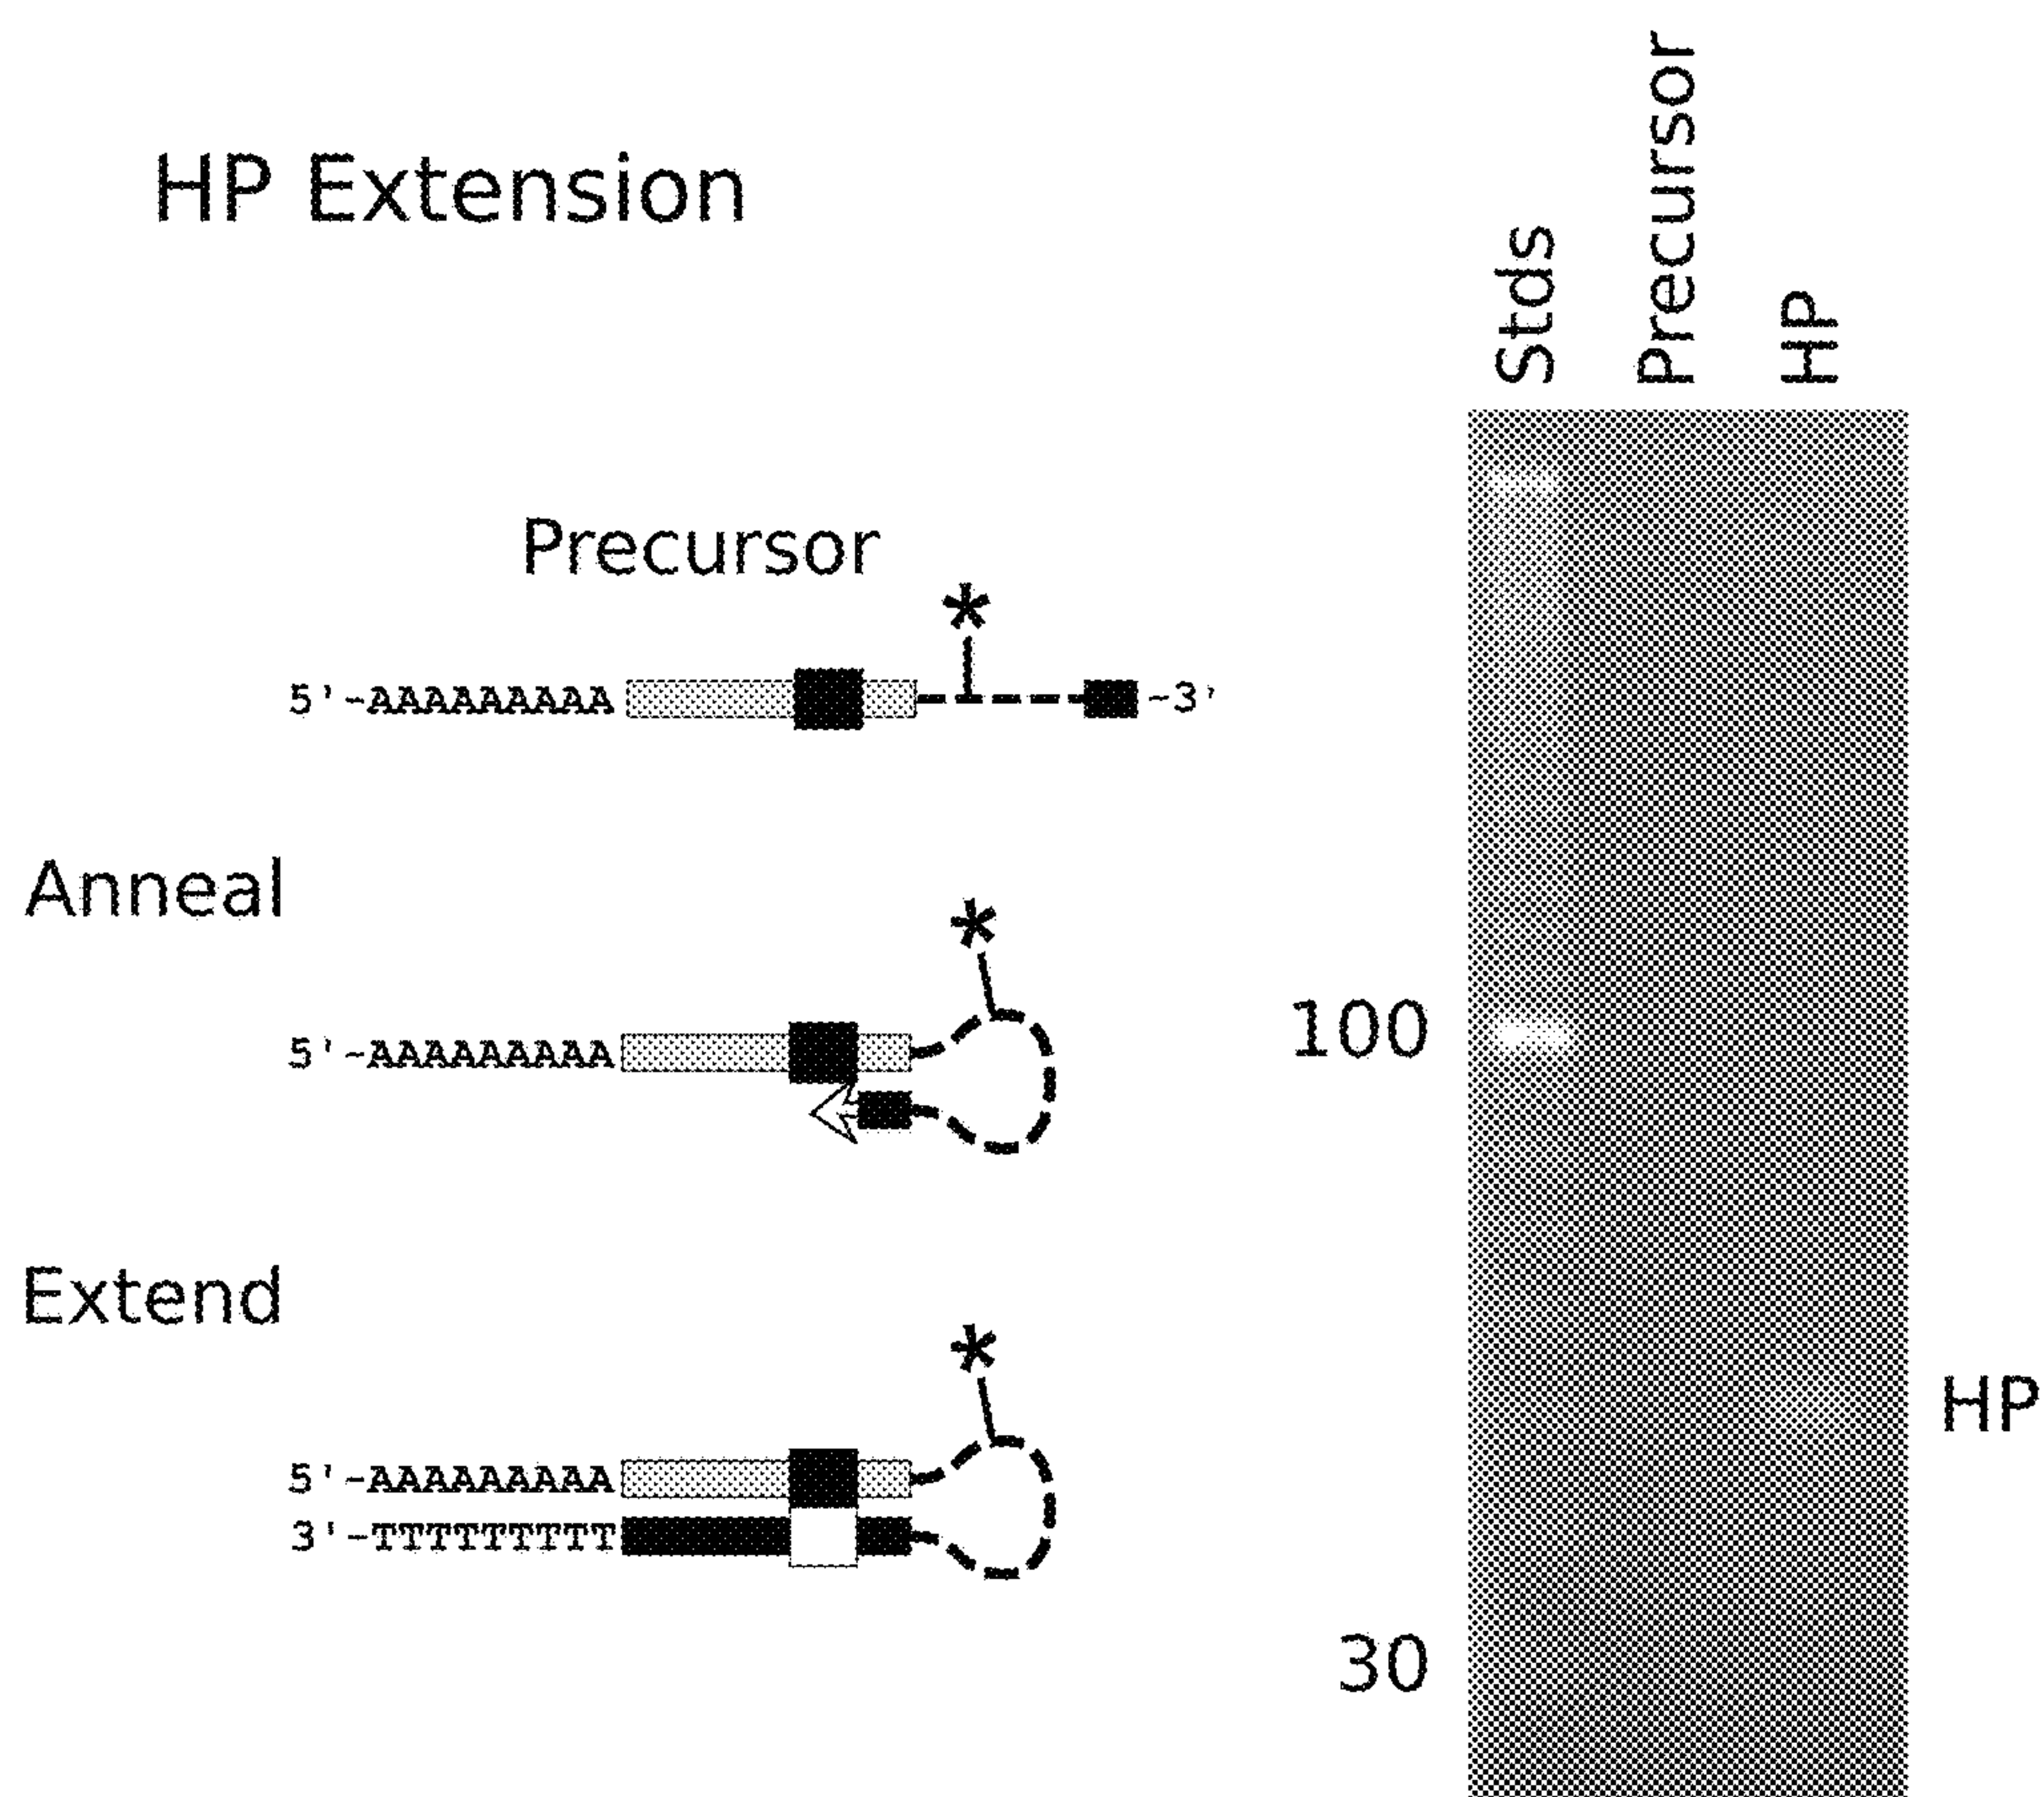 HP Extension
Stds
Precursor
HP
Precursor
*
5'-AAAAAAAAA -3'
Anneal
*
5'-AAAAAAAAA
100
Extend
*
HP
5'-AAAAAAAAA
3'-TTTTTTTTT
30